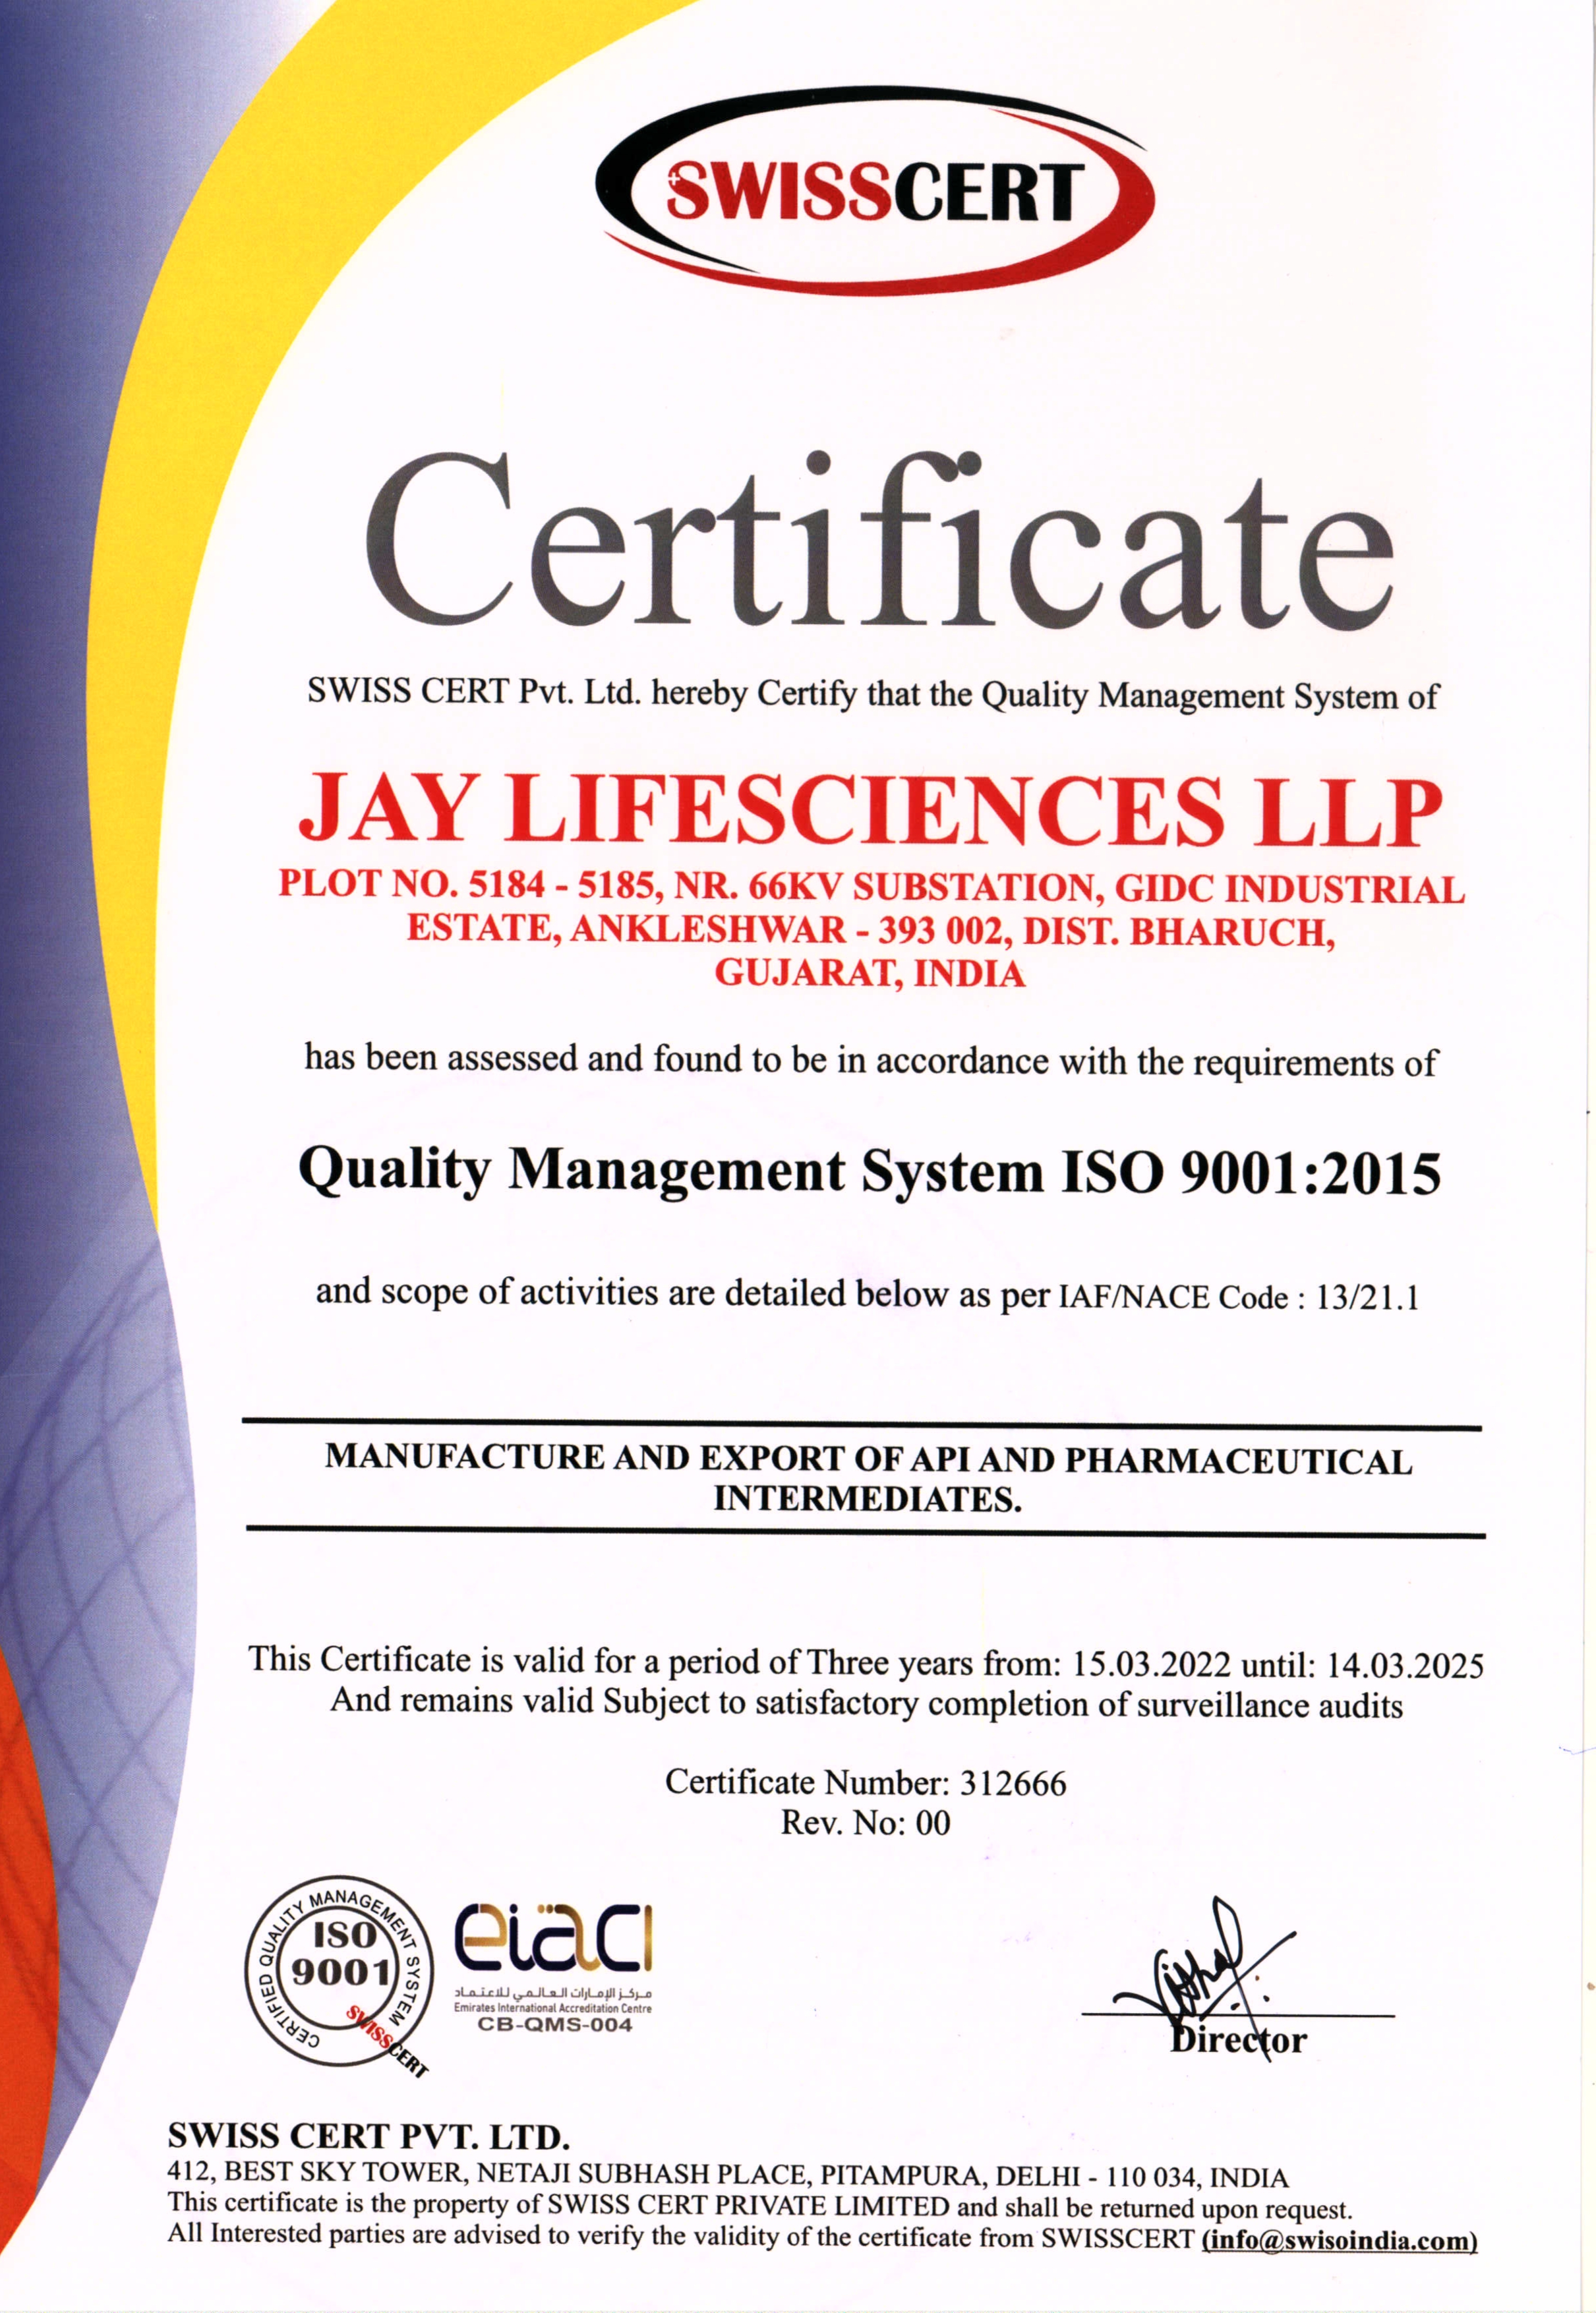 SWISSCERT
Certificate
SWISS CERT Pvt. Ltd. hereby Certify that the Quality Management System of
JAY LIFESCIENCES LLP
PLOT NO. 5184 - 5185, NR. 66KV SUBSTATION, GIDC INDUSTRIAL
ESTATE, ANKLESHWAR - 393 002, DIST. BHARUCH,
GUJARAT, INDIA
has been assessed and found to be in accordance with the requirements of
Quality Management System ISO 9001:2015
and scope of activities are detailed below as per IAF/NACE Code : 13/21.1
MANUFACTURE AND EXPORT OF API AND PHARMACEUTICAL
INTERMEDIATES.
This Certificate is valid for a period of Three years from: 15.03.2022 until: 14.03.2025
And remains valid Subject to satisfactory completion of surveillance audits
Certificate Number: 312666
Rev. No: 00
CERTIFIED QUALITY MANAGEMENT SYSTEM
ISO
9001
SWISSCERT
eiaci
مركز الإمارات العالمي للاعتماد
Emirates International Accreditation Centre
CB-QMS-004
Director
SWISS CERT PVT. LTD.
412, BEST SKY TOWER, NETAJI SUBHASH PLACE, PITAMPURA, DELHI - 110 034, INDIA
This certificate is the property of SWISS CERT PRIVATE LIMITED and shall be returned upon request.
All Interested parties are advised to verify the validity of the certificate from SWISSCERT (info@swisoindia.com)